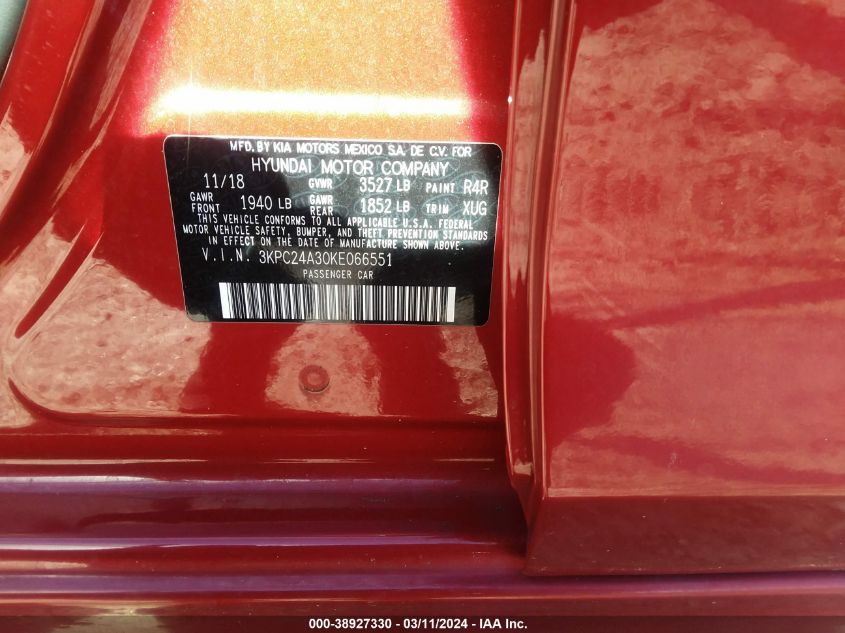 MFD. BY KIA MOTORS MEXICO S.A. DE C.V. FOR
HYUNDAI MOTOR COMPANY
11/18 GVWR 3527 LB PAINT R4R
GAWR FRONT 1940 LB GAWR REAR 1852 LB TRIM XUG
THIS VEHICLE CONFORMS TO ALL APPLICABLE U.S.A. FEDERAL
MOTOR VEHICLE SAFETY, BUMPER, AND THEFT PREVENTION STANDARDS
IN EFFECT ON THE DATE OF MANUFACTURE SHOWN ABOVE.
V.I.N. 3KPC24A30KE066551
PASSENGER CAR
000-38927330 - 03/11/2024 - IAA Inc.